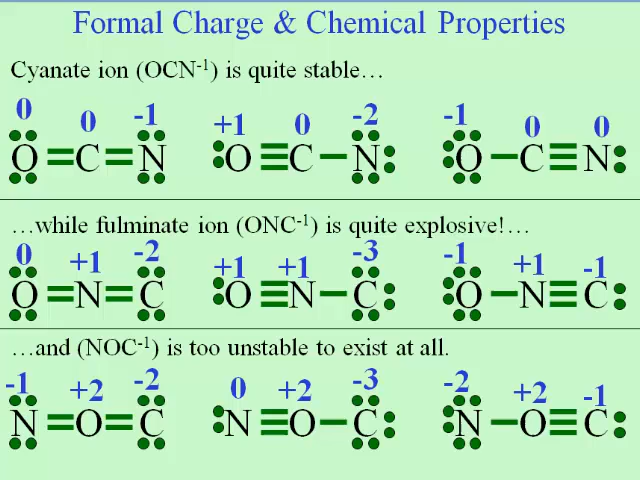 Formal Charge & Chemical Properties
Cyanate ion (OCN⁻¹) is quite stable…
0 0 -1 +1 0 -2 -1 0 0
O=C=N O≡C−N O−C≡N
…while fulminate ion (ONC⁻¹) is quite explosive!…
0 +1 -2 +1 +1 -3 -1 +1 -1
O=N=C O≡N−C O−N≡C
…and (NOC⁻¹) is too unstable to exist at all.
-1 +2 -2 0 +2 -3 -2 +2 -1
N=O=C N≡O−C N−O≡C